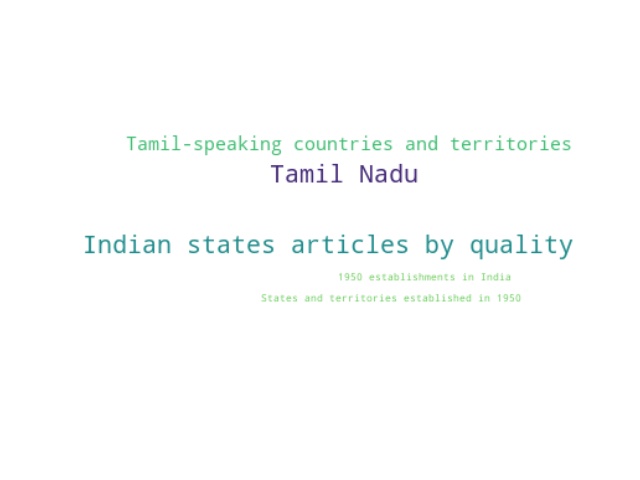 Tamil-speaking countries and territories
Tamil Nadu
Indian states articles by quality
1950 establishments in India
States and territories established in 1950